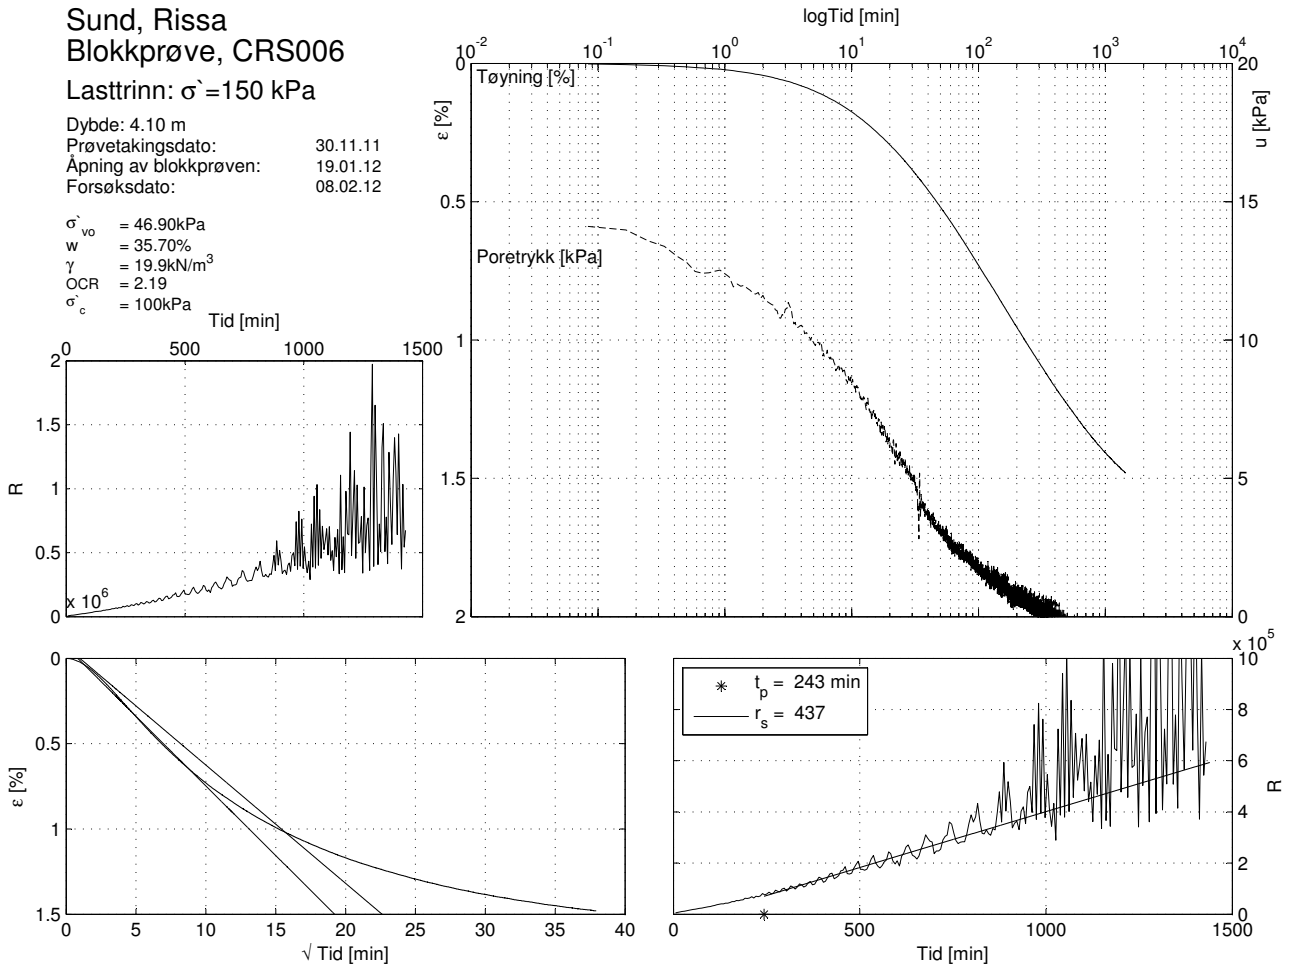 Sund, Rissa
Blokkprøve, CRS006
Lasttrinn: σ`=150 kPa
Dybde: 4.10 m
Prøvetakingsdato: 30.11.11
Åpning av blokkprøven: 19.01.12
Forsøksdato: 08.02.12
σ`vo = 46.90kPa
w = 35.70%
γ = 19.9kN/m³
OCR = 2.19
σ`c = 100kPa
Tid [min]
0 500 1000 1500
2
1.5
1
0.5
0
R
x 10⁶
logTid [min]
10⁻² 10⁻¹ 10⁰ 10¹ 10² 10³ 10⁴
Tøyning [%]
Poretrykk [kPa]
ε [%]
0
0.5
1
1.5
2
u [kPa]
20
15
10
5
0
ε [%]
0
0.5
1
1.5
0 5 10 15 20 25 30 35 40
√ Tid [min]
x 10⁵
tp = 243 min
rs = 437
10
8
6
4
2
0
R
0 500 1000 1500
Tid [min]